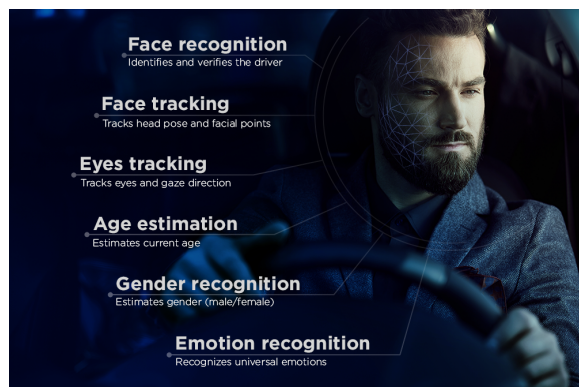 Face recognition
Identifies and verifies the driver
Face tracking
Tracks head pose and facial points
Eyes tracking
Tracks eyes and gaze direction
Age estimation
Estimates current age
Gender recognition
Estimates gender (male/female)
Emotion recognition
Recognizes universal emotions